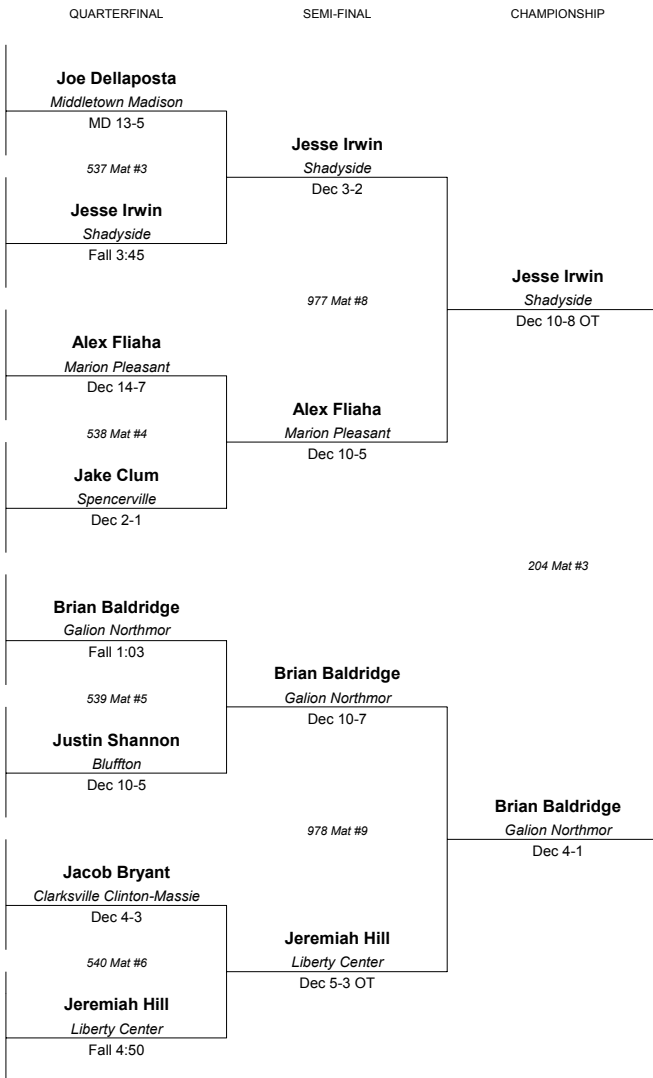 QUARTERFINAL
SEMI-FINAL
CHAMPIONSHIP
Joe Dellaposta
Middletown Madison
MD 13-5
537 Mat #3
Jesse Irwin
Shadyside
Fall 3:45
Jesse Irwin
Shadyside
Dec 3-2
977 Mat #8
Jesse Irwin
Shadyside
Dec 10-8 OT
Alex Fliaha
Marion Pleasant
Dec 14-7
538 Mat #4
Jake Clum
Spencerville
Dec 2-1
Alex Fliaha
Marion Pleasant
Dec 10-5
204 Mat #3
Brian Baldridge
Galion Northmor
Fall 1:03
539 Mat #5
Justin Shannon
Bluffton
Dec 10-5
Brian Baldridge
Galion Northmor
Dec 10-7
978 Mat #9
Brian Baldridge
Galion Northmor
Dec 4-1
Jacob Bryant
Clarksville Clinton-Massie
Dec 4-3
540 Mat #6
Jeremiah Hill
Liberty Center
Fall 4:50
Jeremiah Hill
Liberty Center
Dec 5-3 OT